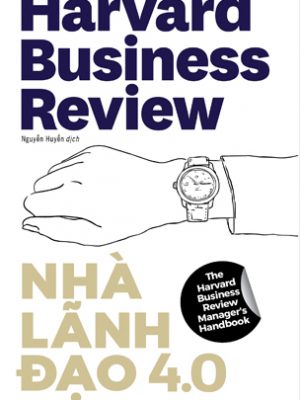 Harvard
Business
Review
Nguyễn Huyền dịch
NHÀ
LÃNH
ĐẠO 4.0
The
Harvard
Business
Review
Manager's
Handbook